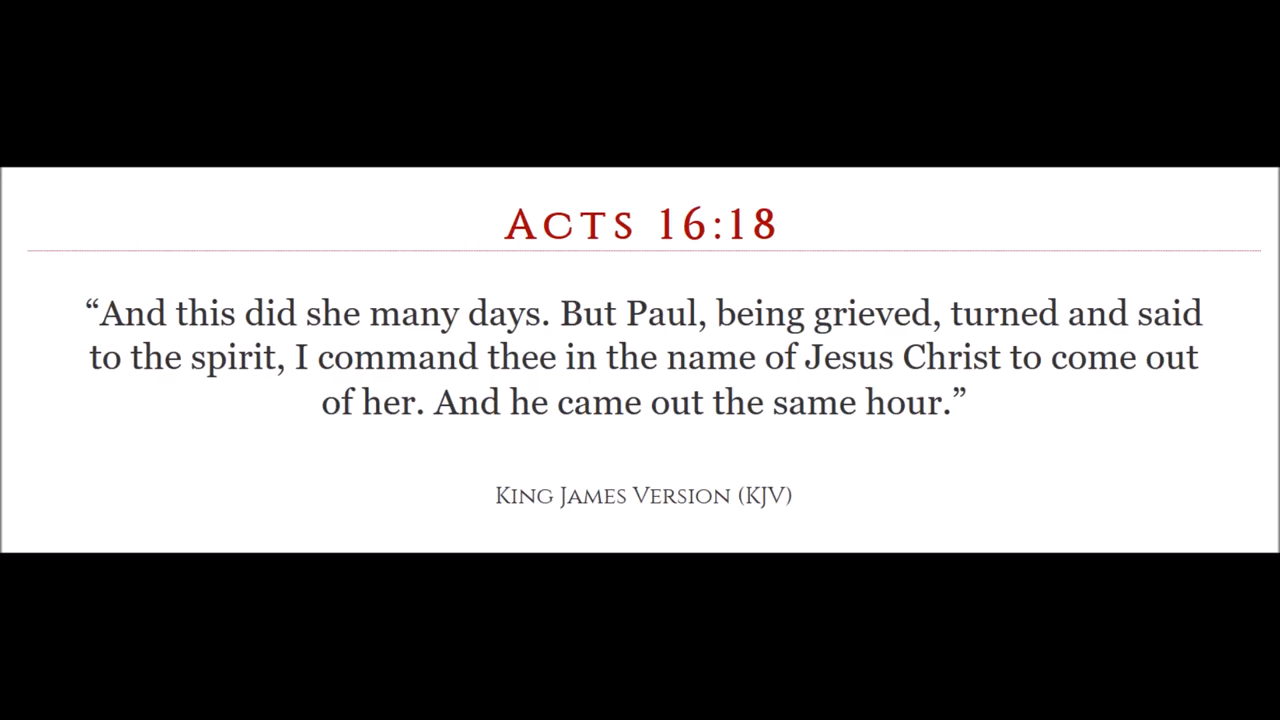 Acts 16:18
“And this did she many days. But Paul, being grieved, turned and said
to the spirit, I command thee in the name of Jesus Christ to come out
of her. And he came out the same hour.”
King James Version (KJV)